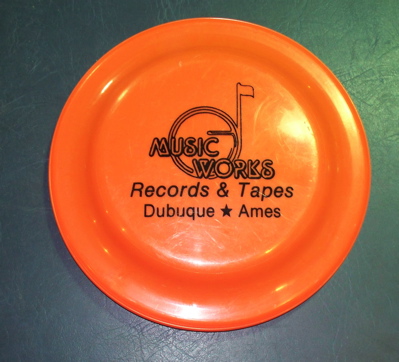 MUSIC
WORKS
Records & Tapes
Dubuque ★ Ames